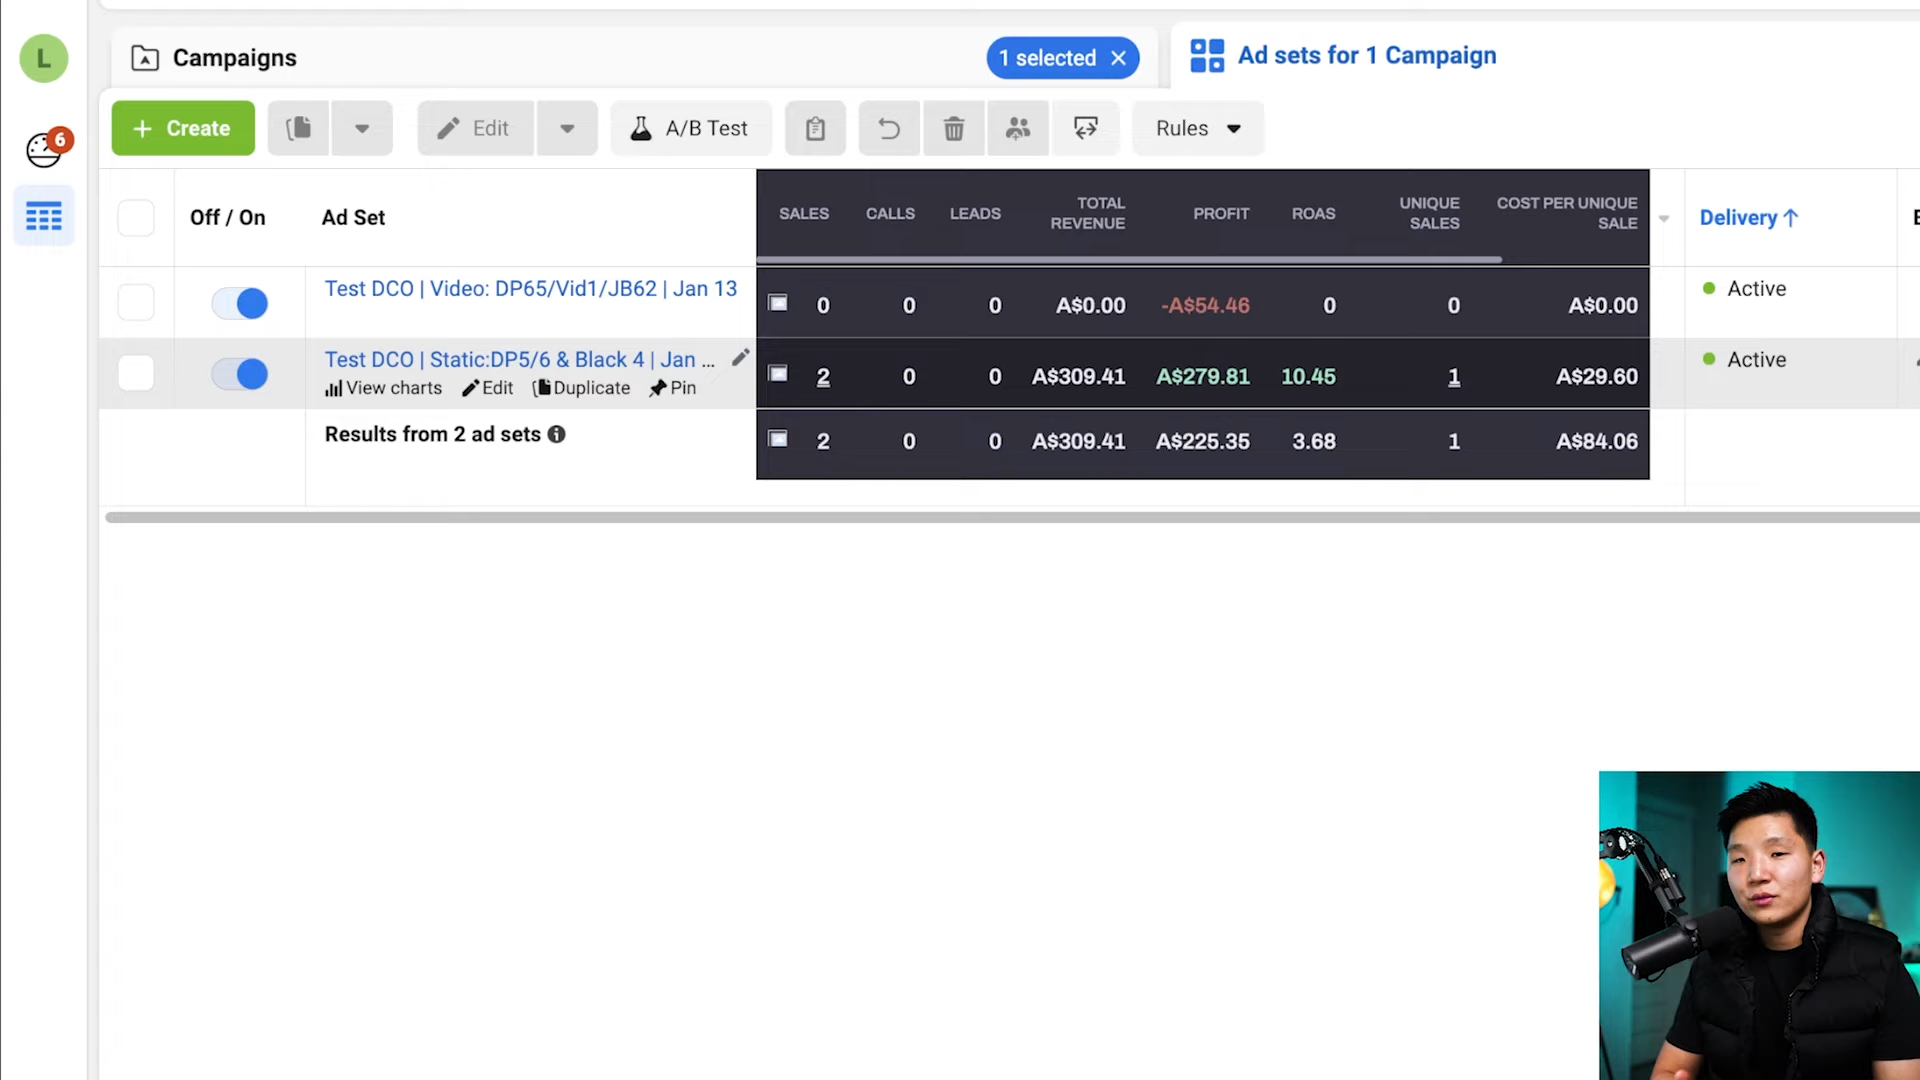 L
6
Campaigns
1 selected
Ad sets for 1 Campaign
+ Create
Edit
A/B Test
Rules
Off / On
Ad Set
SALES
CALLS
LEADS
TOTAL
REVENUE
PROFIT
ROAS
UNIQUE
SALES
COST PER UNIQUE
SALE
Delivery ↑
Test DCO | Video: DP65/Vid1/JB62 | Jan 13
0 0 0 A$0.00 -A$54.46 0 0 A$0.00
Active
Test DCO | Static:DP5/6 & Black 4 | Jan ...
View charts Edit Duplicate Pin
2 0 0 A$309.41 A$279.81 10.45 1 A$29.60
Active
Results from 2 ad sets
2 0 0 A$309.41 A$225.35 3.68 1 A$84.06